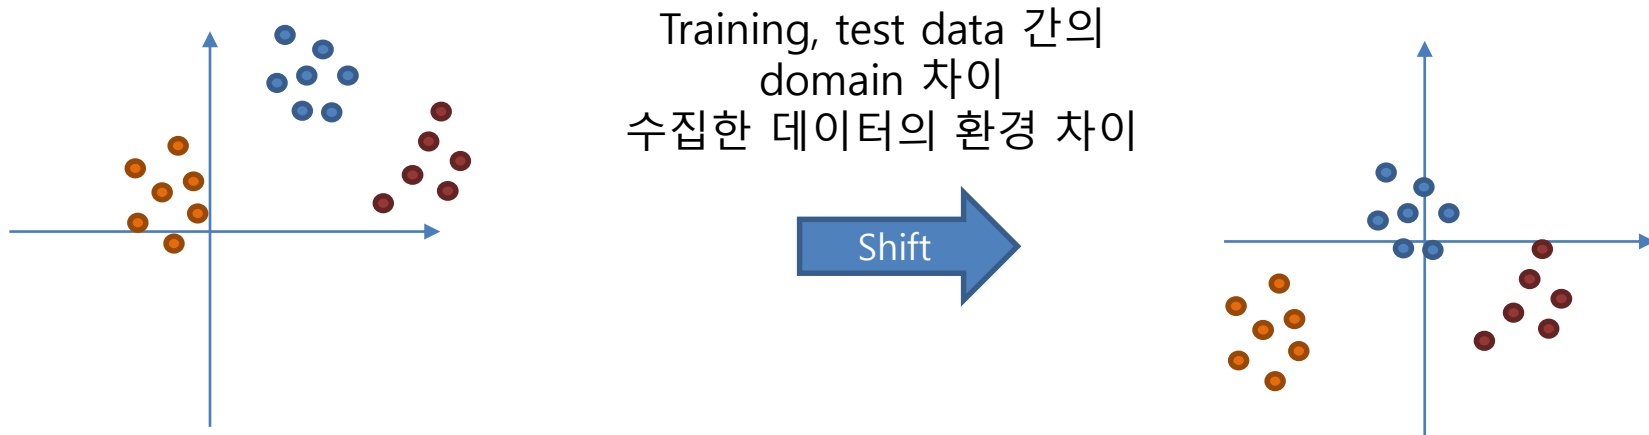 Training, test data 간의
domain 차이
수집한 데이터의 환경 차이
Shift